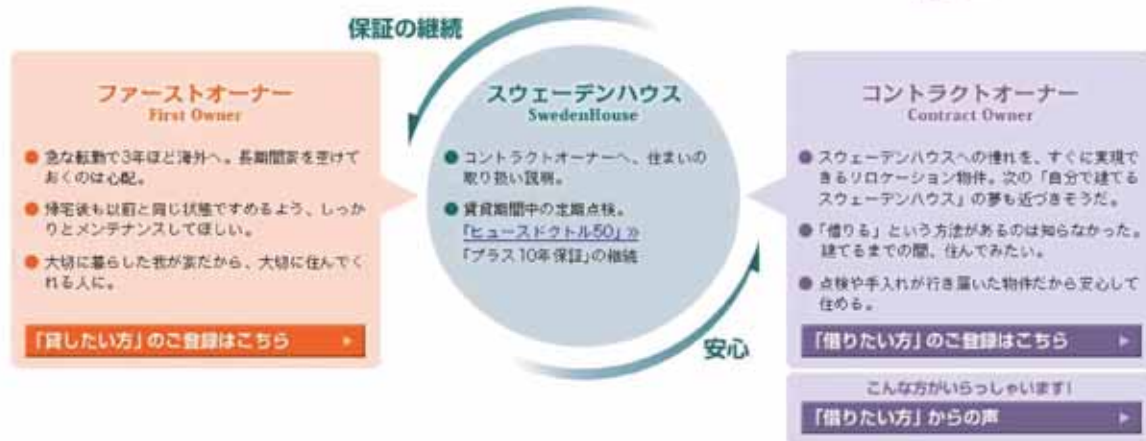 保証の継続
ファーストオーナー
First Owner
● 急な転勤で3年ほど海外へ。長期間家を空けて
おくのは心配。
● 帰宅後も以前と同じ状態ですめるよう、しっか
りとメンテナンスしてほしい。
● 大切に暮らした我が家だから、大切に住んでく
れる人に。
「貸したい方」のご登録はこちら
スウェーデンハウス
SwedenHouse
● コントラクトオーナーへ、住まいの
取り扱い説明。
● 賃貸期間中の定期点検。
「ヒュースドクトル50」»
「プラス10年保証」の継続
安心
コントラクトオーナー
Contract Owner
● スウェーデンハウスへの憧れを、すぐに実現で
きるリロケーション物件。次の「自分で建てる
スウェーデンハウス」の夢も近づきそうだ。
● 「借りる」という方法があるのは知らなかった。
建てるまでの間、住んでみたい。
● 点検や手入れが行き届いた物件だから安心して
住める。
「借りたい方」のご登録はこちら
こんな方がいらっしゃいます!
「借りたい方」からの声